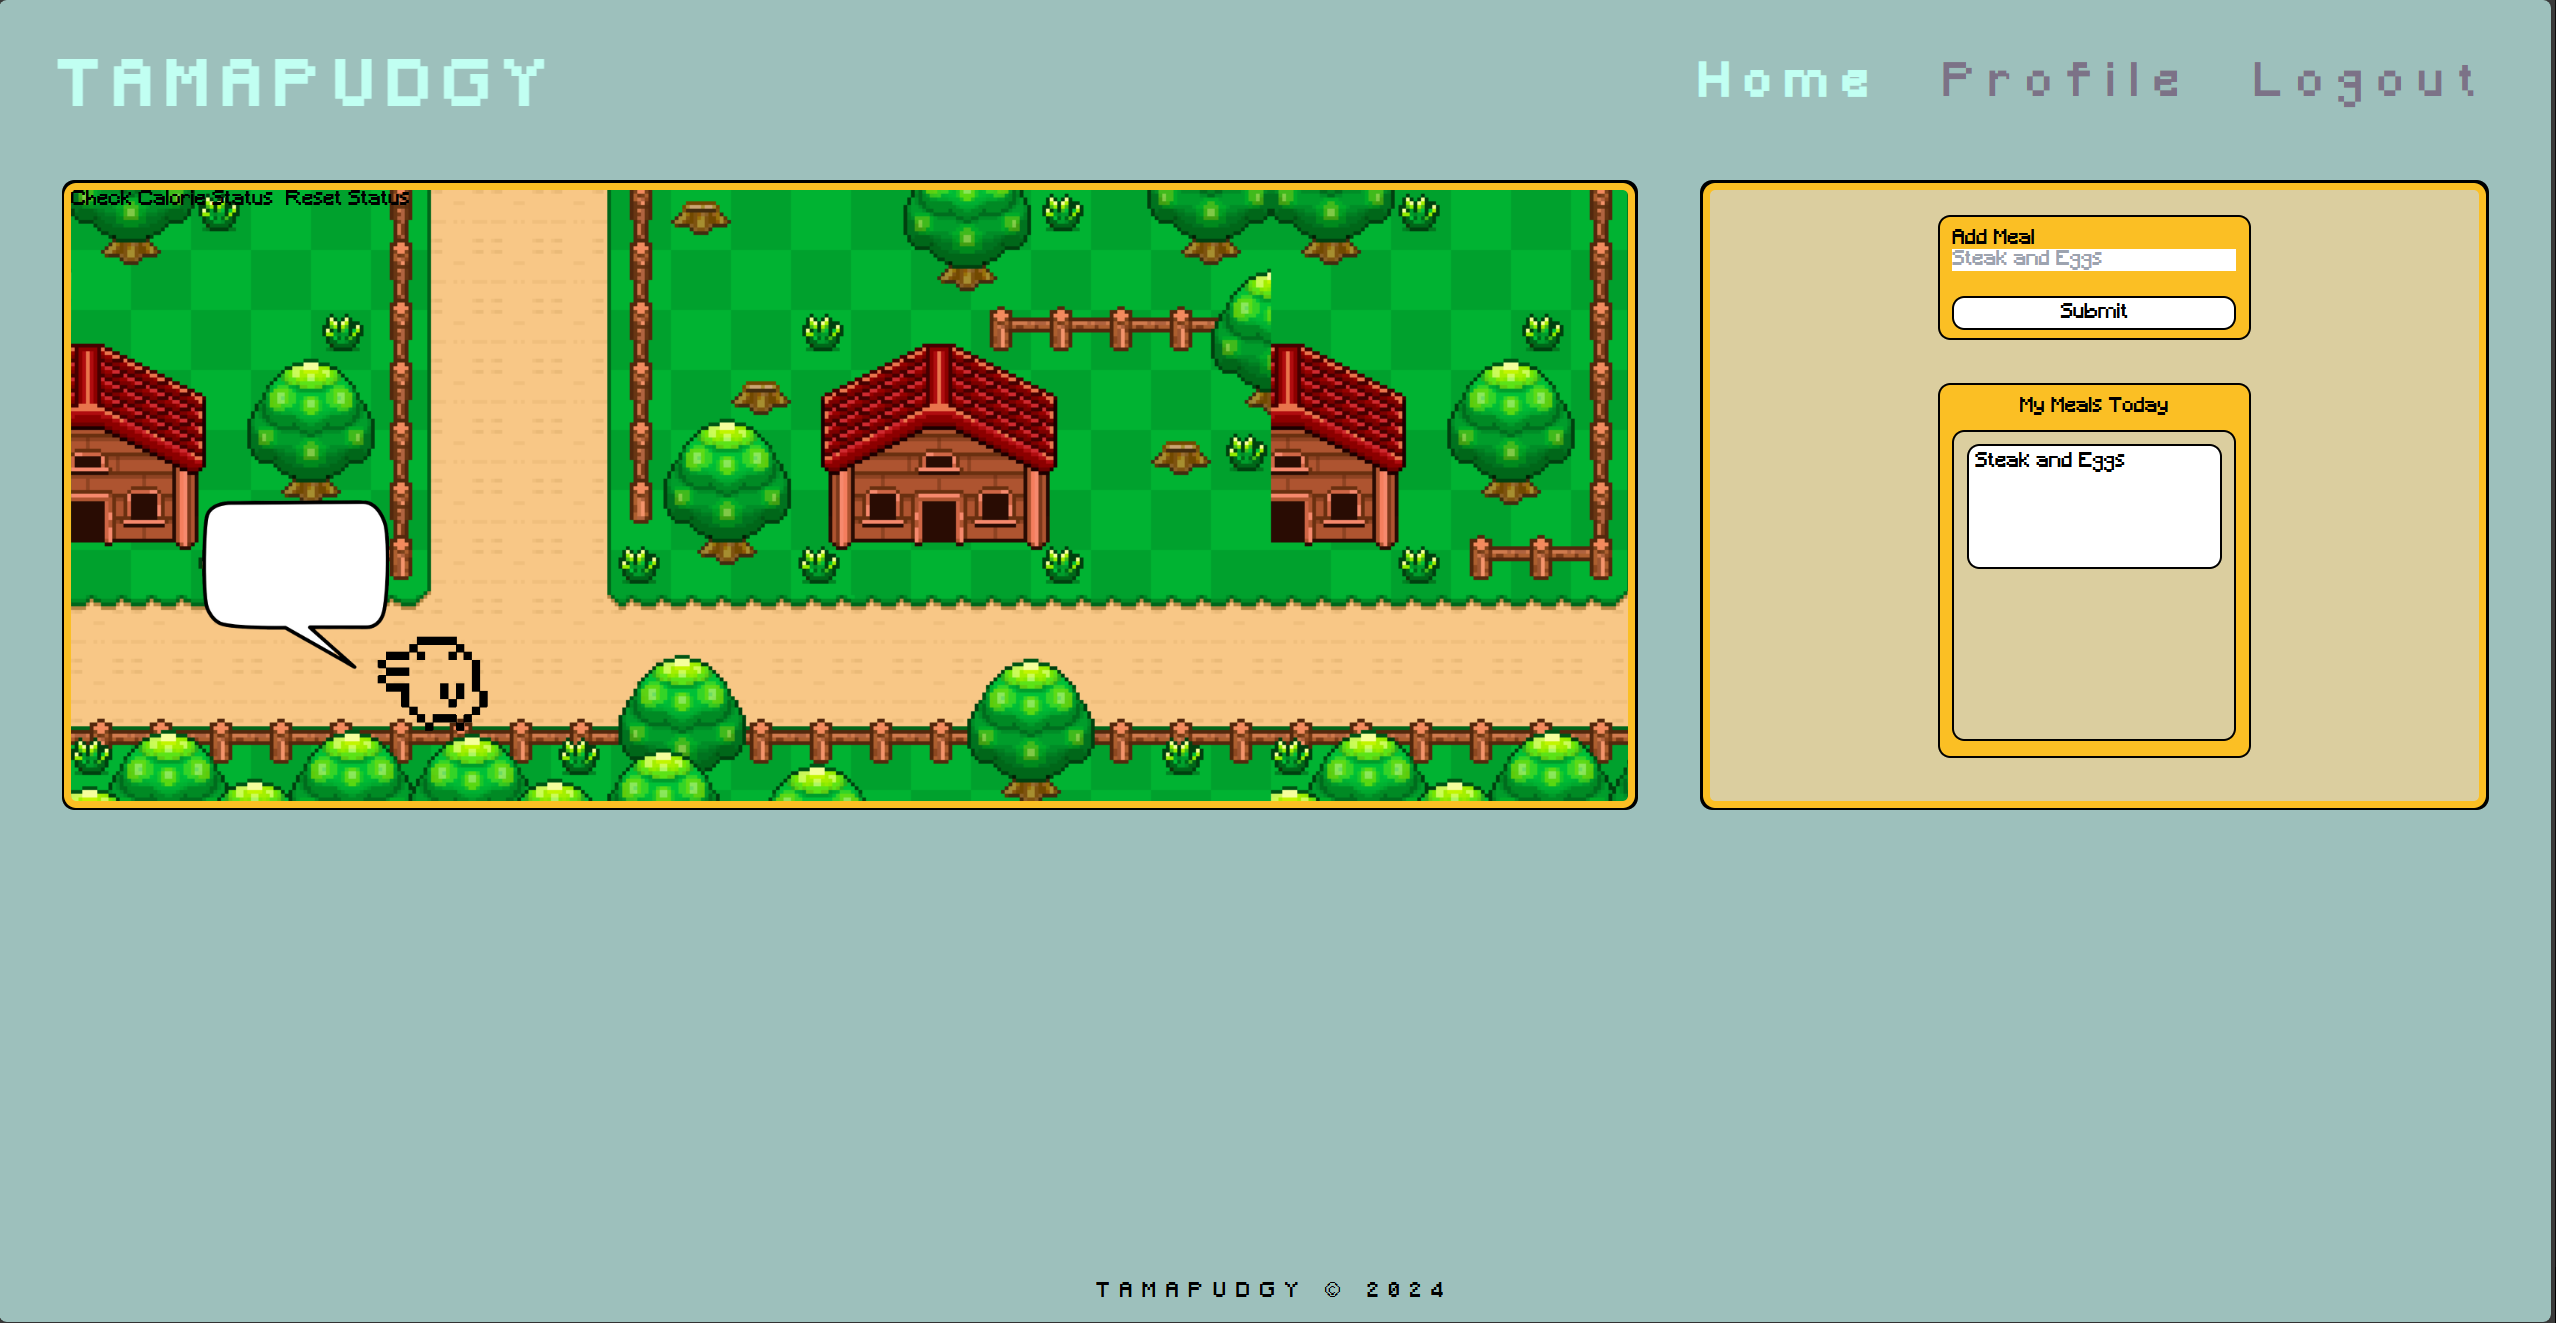 TAMAPUDGY
Home Profile Logout
Check Calorie Status Reset Status
Add Meal
Steak and Eggs
Submit
My Meals Today
Steak and Eggs
TAMAPUDGY © 2024